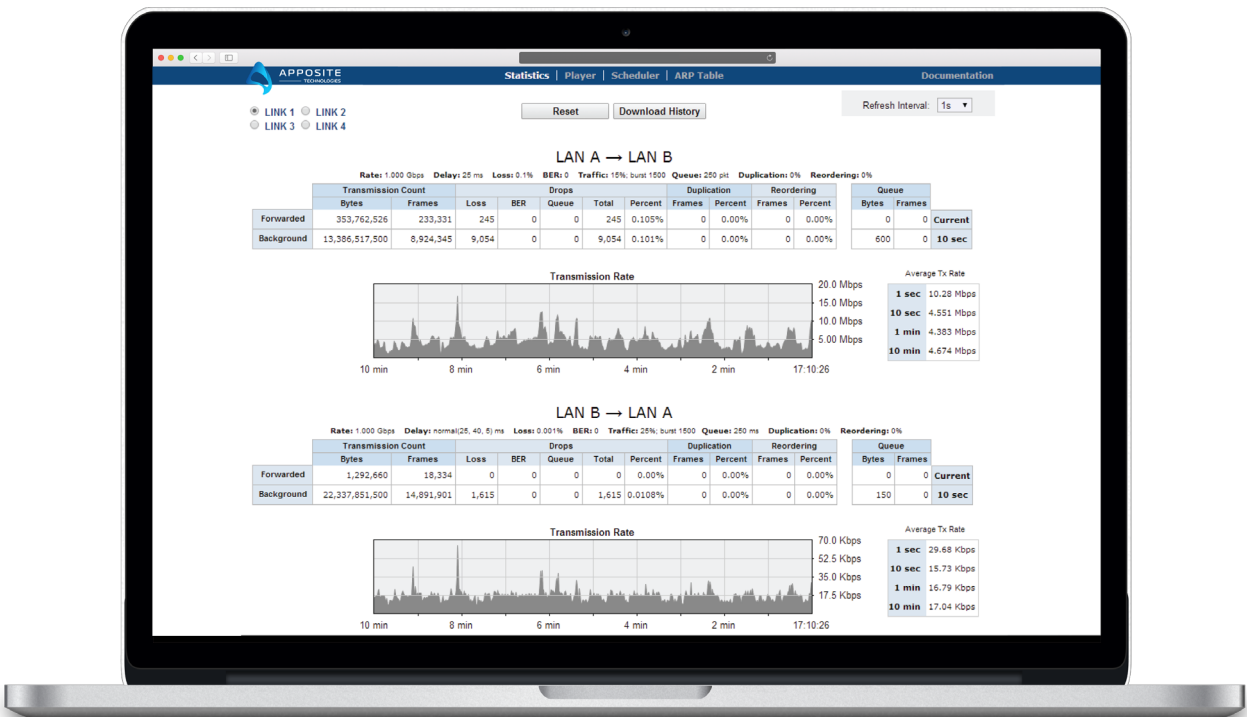 APPOSITE
TECHNOLOGIES
Statistics | Player | Scheduler | ARP Table
Documentation
LINK 1 LINK 2
LINK 3 LINK 4
Reset Download History
Refresh Interval: 1s
LAN A → LAN B
Rate: 1.000 Gbps Delay: 25 ms Loss: 0.1% BER: 0 Traffic: 15%; burst 1500 Queue: 250 pkt Duplication: 0% Reordering: 0%
Transmission Count Drops Duplication Reordering Queue
Bytes Frames Loss BER Queue Total Percent Frames Percent Frames Percent Bytes Frames
Forwarded 353,762,526 233,331 245 0 0 245 0.105% 0 0.00% 0 0.00% 0 0 Current
Background 13,386,517,500 8,924,345 9,054 0 0 9,054 0.101% 0 0.00% 0 0.00% 600 0 10 sec
Transmission Rate
20.0 Mbps
15.0 Mbps
10.0 Mbps
5.00 Mbps
10 min 8 min 6 min 4 min 2 min 17:10:26
Average Tx Rate
1 sec 10.28 Mbps
10 sec 4.551 Mbps
1 min 4.383 Mbps
10 min 4.674 Mbps
LAN B → LAN A
Rate: 1.000 Gbps Delay: normal(25, 40, 5) ms Loss: 0.001% BER: 0 Traffic: 25%; burst 1500 Queue: 250 ms Duplication: 0% Reordering: 0%
Transmission Count Drops Duplication Reordering Queue
Bytes Frames Loss BER Queue Total Percent Frames Percent Frames Percent Bytes Frames
Forwarded 1,292,660 18,334 0 0 0 0 0.00% 0 0.00% 0 0.00% 0 0 Current
Background 22,337,851,500 14,891,901 1,615 0 0 1,615 0.0108% 0 0.00% 0 0.00% 150 0 10 sec
Transmission Rate
70.0 Kbps
52.5 Kbps
35.0 Kbps
17.5 Kbps
10 min 8 min 6 min 4 min 2 min 17:10:26
Average Tx Rate
1 sec 29.68 Kbps
10 sec 15.73 Kbps
1 min 16.79 Kbps
10 min 17.04 Kbps